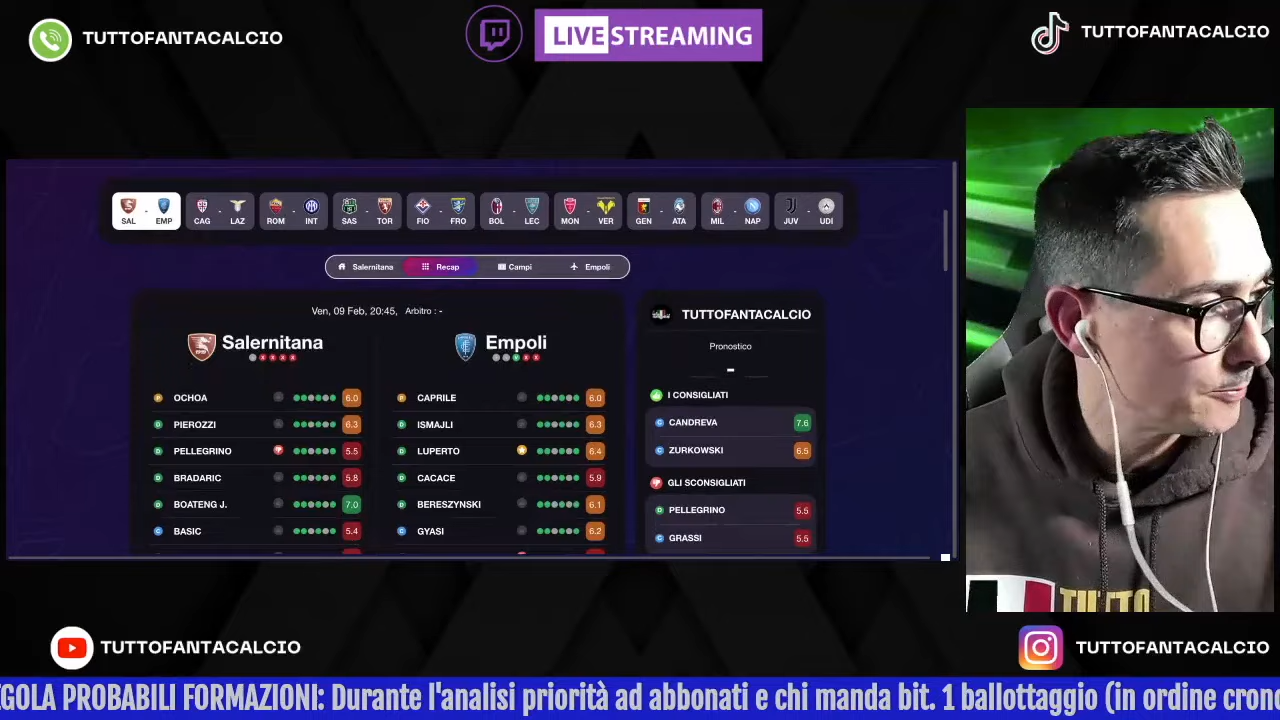 TUTTOFANTACALCIO
LIVE STREAMING
TUTTOFANTACALCIO
SAL - EMP
CAG - LAZ
ROM - INT
SAS - TOR
FIO - FRO
BOL - LEC
MON - VER
GEN - ATA
MIL - NAP
JUV - UDI
Salernitana
Recap
Campi
Empoli
Ven, 09 Feb, 20:45, Arbitro : -
Salernitana
Empoli
P OCHOA 6.0
D PIEROZZI 6.3
D PELLEGRINO 5.5
D BRADARIC 5.8
D BOATENG J. 7.0
C BASIC 5.4
P CAPRILE 6.0
D ISMAJLI 6.3
D LUPERTO 6.4
D CACACE 5.9
D BERESZYNSKI 6.1
C GYASI 6.2
TUTTOFANTACALCIO
Pronostico
-
I CONSIGLIATI
C CANDREVA 7.6
C ZURKOWSKI 6.5
GLI SCONSIGLIATI
D PELLEGRINO 5.5
C GRASSI 5.5
TUTTOFANTACALCIO
TUTTOFANTACALCIO
EGOLA PROBABILI FORMAZIONI: Durante l'analisi priorità ad abbonati e chi manda bit. 1 ballottaggio (in ordine crono